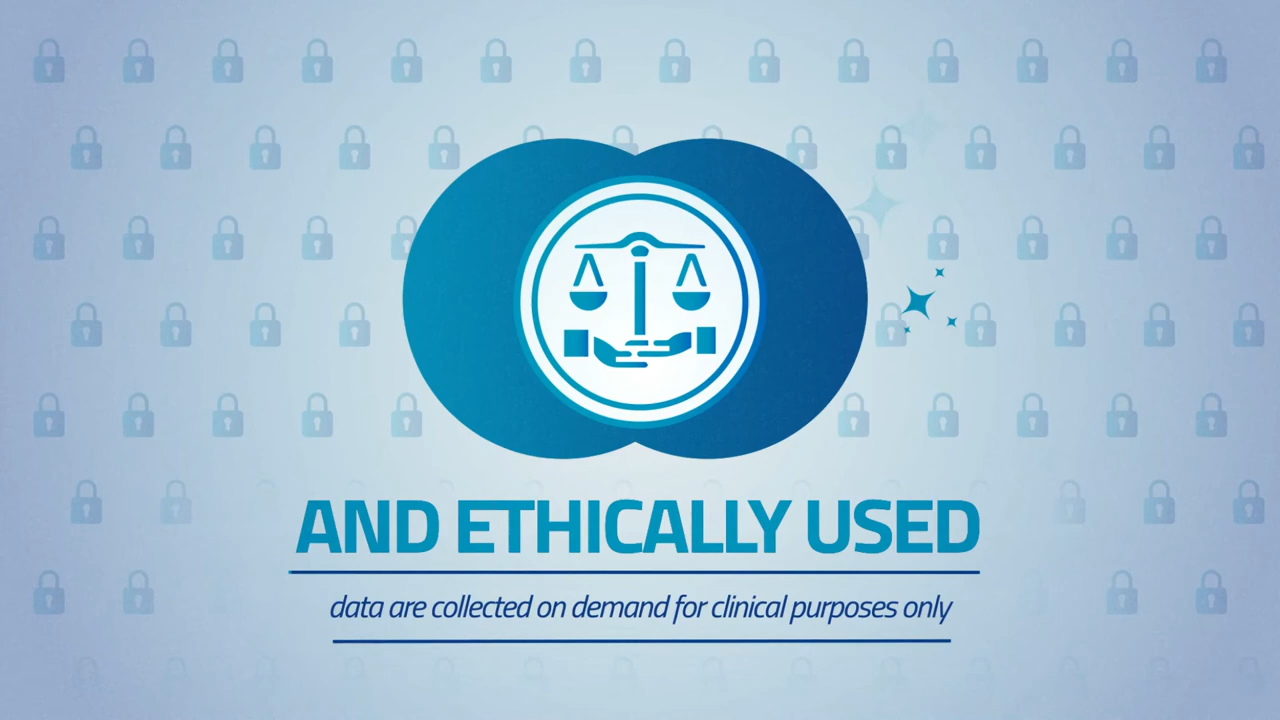 AND ETHICALLY USED
data are collected on demand for clinical purposes only